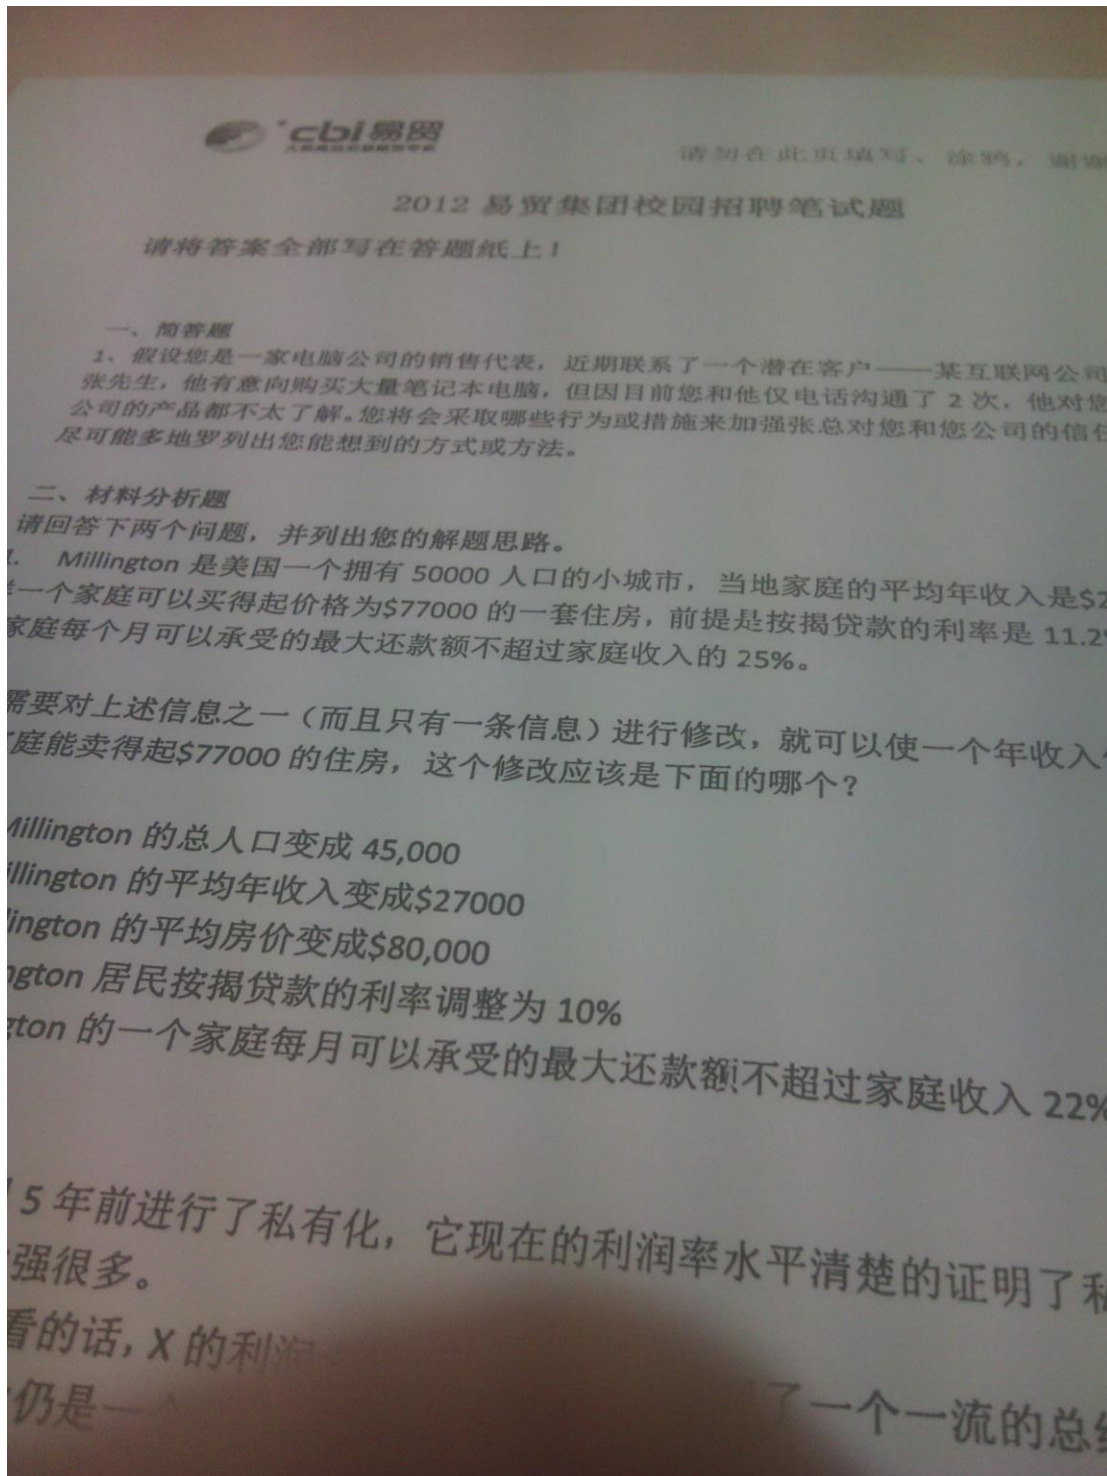 cbi 易贸
请勿在此页填写、涂鸦，谢谢
2012 易贸集团校园招聘笔试题
请将答案全部写在答题纸上！
一、简答题
1、假设您是一家电脑公司的销售代表，近期联系了一个潜在客户——某互联网公司
张先生，他有意向购买大量笔记本电脑，但因目前您和他仅电话沟通了 2 次，他对您
公司的产品都不太了解。您将会采取哪些行为或措施来加强张总对您和您公司的信任
尽可能多地罗列出您能想到的方式或方法。
二、材料分析题
请回答下两个问题，并列出您的解题思路。
1. Millington 是美国一个拥有 50000 人口的小城市，当地家庭的平均年收入是$2
一个家庭可以买得起价格为$77000 的一套住房，前提是按揭贷款的利率是 11.2%
家庭每个月可以承受的最大还款额不超过家庭收入的 25%。
需要对上述信息之一（而且只有一条信息）进行修改，就可以使一个年收入
庭能卖得起$77000 的住房，这个修改应该是下面的哪个？
Millington 的总人口变成 45,000
illington 的平均年收入变成$27000
lington 的平均房价变成$80,000
ngton 居民按揭贷款的利率调整为 10%
gton 的一个家庭每月可以承受的最大还款额不超过家庭收入 22%
5 年前进行了私有化，它现在的利润率水平清楚的证明了私
强很多。
看的话，X 的利润
仍是一个 了一个一流的总